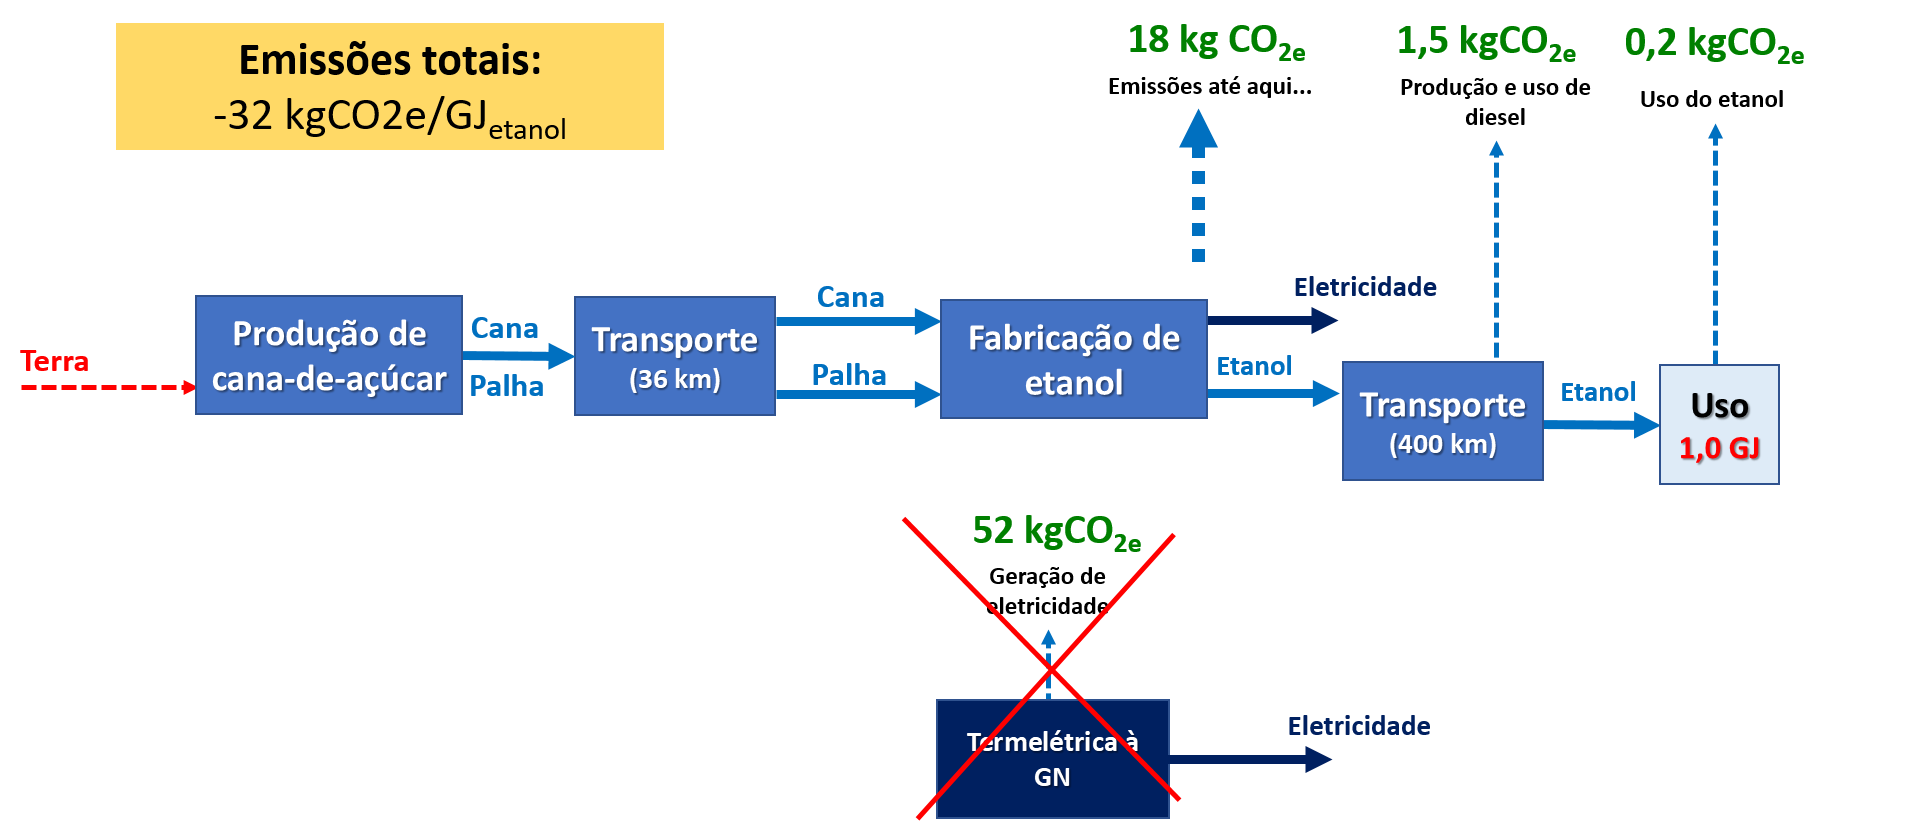 Emissões totais:
-32 kgCO2e/GJetanol
18 kg CO2e
Emissões até aqui...
1,5 kgCO2e
Produção e uso de
diesel
0,2 kgCO2e
Uso do etanol
Terra
Produção de
cana-de-açúcar
Cana
Palha
Transporte
(36 km)
Cana
Palha
Fabricação de
etanol
Eletricidade
Etanol
Transporte
(400 km)
Etanol
Uso
1,0 GJ
52 kgCO2e
Geração de
eletricidade
Termelétrica à
GN
Eletricidade